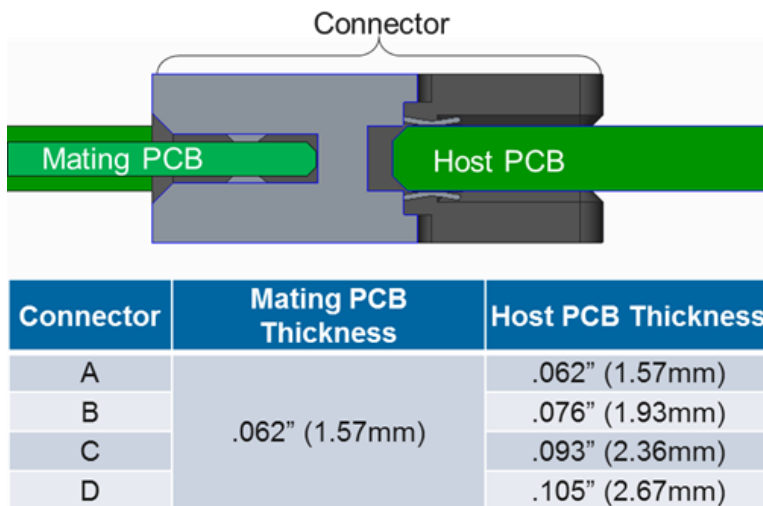 Connector
Mating PCB
Host PCB
Connector
Mating PCB
Thickness
Host PCB Thickness
A
.062” (1.57mm)
.062” (1.57mm)
B
.076” (1.93mm)
C
.093” (2.36mm)
D
.105” (2.67mm)